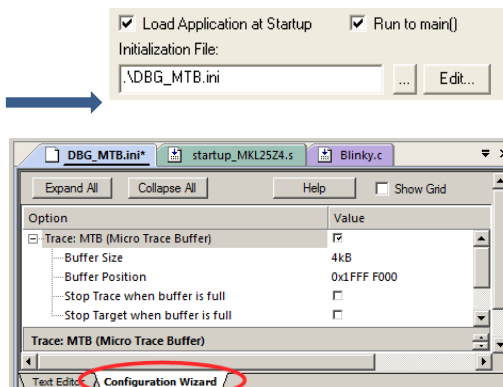 Load Application at Startup Run to main()
Initialization File:
.\DBG_MTB.ini ... Edit...
DBG_MTB.ini* startup_MKL25Z4.s Blinky.c
Expand All Collapse All Help Show Grid
Option Value
Trace: MTB (Micro Trace Buffer)
Buffer Size 4kB
Buffer Position 0x1FFF F000
Stop Trace when buffer is full
Stop Target when buffer is full
Trace: MTB (Micro Trace Buffer)
Text Editor Configuration Wizard